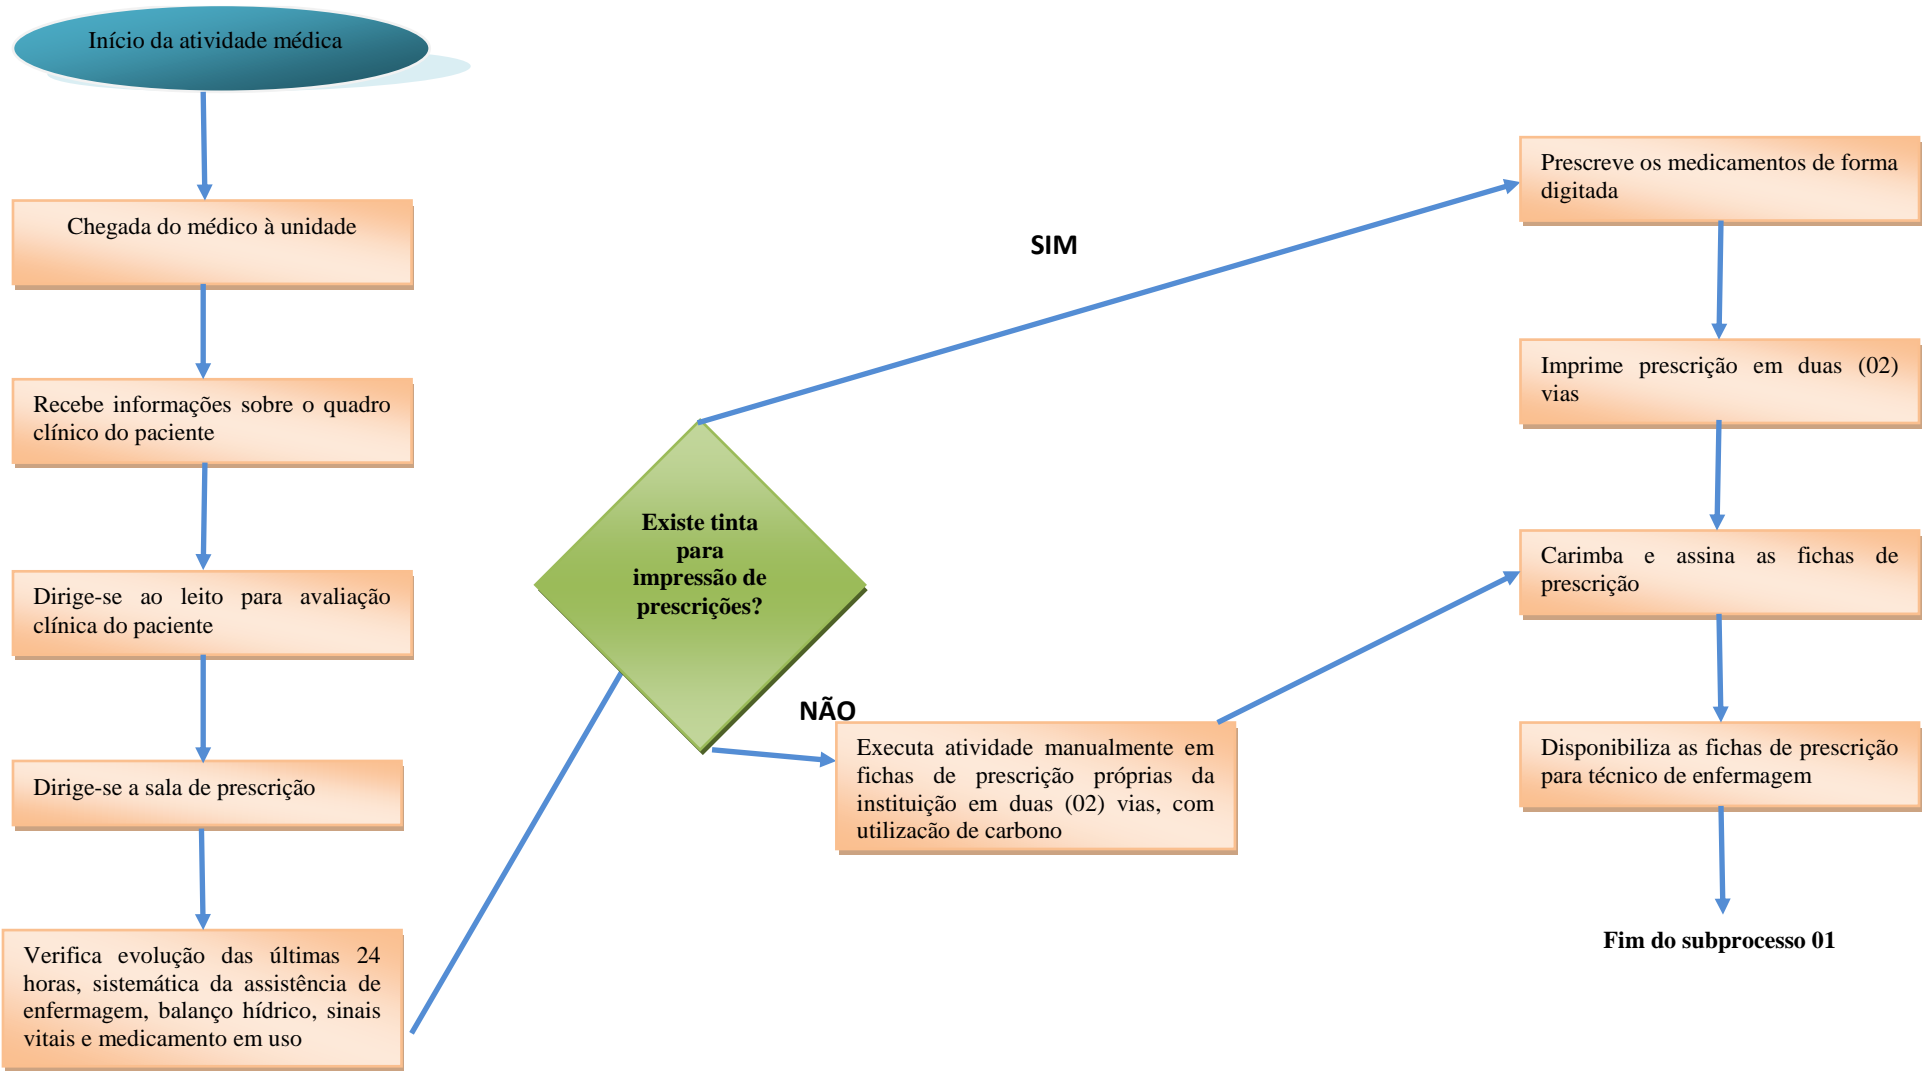 Início da atividade médica
Chegada do médico à unidade
Recebe informações sobre o quadro
clínico do paciente
Dirige-se ao leito para avaliação
clínica do paciente
Dirige-se a sala de prescrição
Verifica evolução das últimas 24
horas, sistemática da assistência de
enfermagem, balanço hídrico, sinais
vitais e medicamento em uso
Existe tinta
para
impressão de
prescrições?
SIM
NÃO
Executa atividade manualmente em
fichas de prescrição próprias da
instituição em duas (02) vias, com
utilização de carbono
Prescreve os medicamentos de forma
digitada
Imprime prescrição em duas (02)
vias
Carimba e assina as fichas de
prescrição
Disponibiliza as fichas de prescrição
para técnico de enfermagem
Fim do subprocesso 01